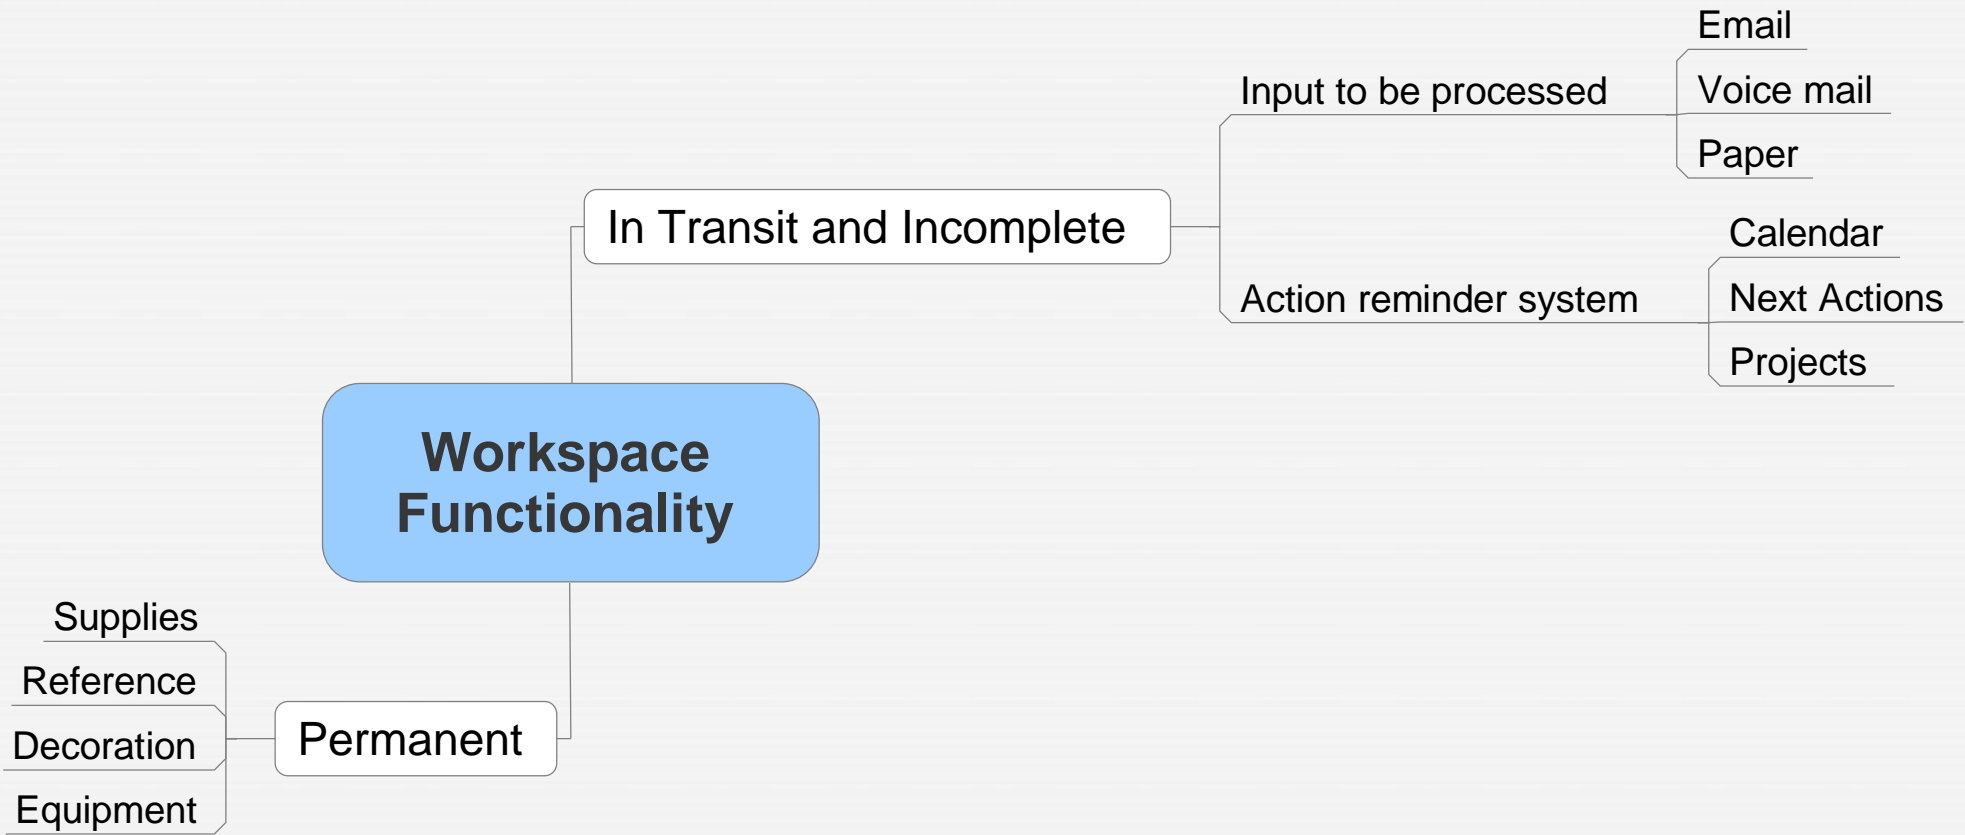 Email
Input to be processed
Voice mail
Paper
In Transit and Incomplete
Calendar
Action reminder system
Next Actions
Projects
Workspace
Functionality
Supplies
Reference
Decoration
Equipment
Permanent